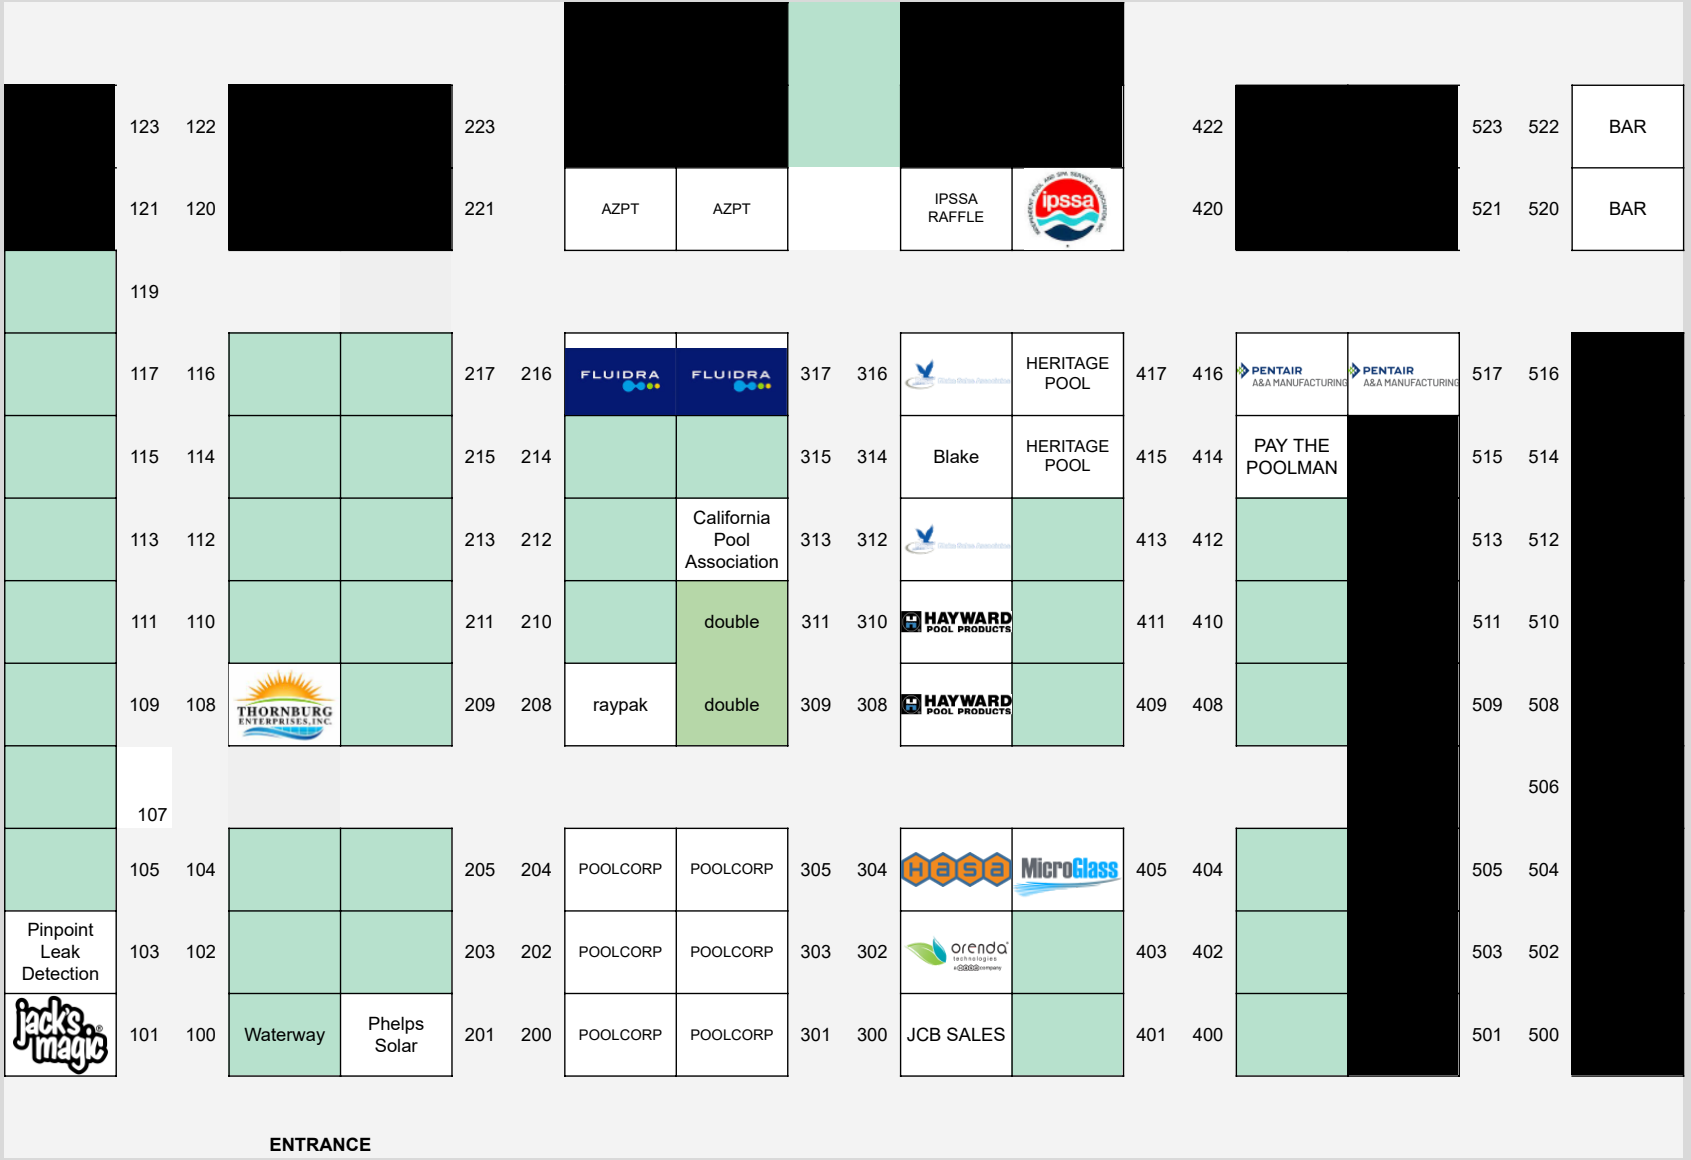 123 122 223 422 523 522 BAR
121 120 221 AZPT AZPT IPSSA RAFFLE ipssa 420 521 520 BAR
119
117 116 217 216 FLUIDRA FLUIDRA 317 316 HERITAGE POOL 417 416 PENTAIR A&A MANUFACTURING PENTAIR A&A MANUFACTURING 517 516
115 114 215 214 315 314 Blake HERITAGE POOL 415 414 PAY THE POOLMAN 515 514
113 112 213 212 California Pool Association 313 312 413 412 513 512
111 110 211 210 double 311 310 HAYWARD POOL PRODUCTS 411 410 511 510
109 108 THORNBURG ENTERPRISES, INC. 209 208 raypak double 309 308 HAYWARD POOL PRODUCTS 409 408 509 508
107 506
105 104 205 204 POOLCORP POOLCORP 305 304 HASA MicroGlass 405 404 505 504
Pinpoint Leak Detection 103 102 203 202 POOLCORP POOLCORP 303 302 orenda technologies a HASA company 403 402 503 502
jack's magic® 101 100 Waterway Phelps Solar 201 200 POOLCORP POOLCORP 301 300 JCB SALES 401 400 501 500
ENTRANCE